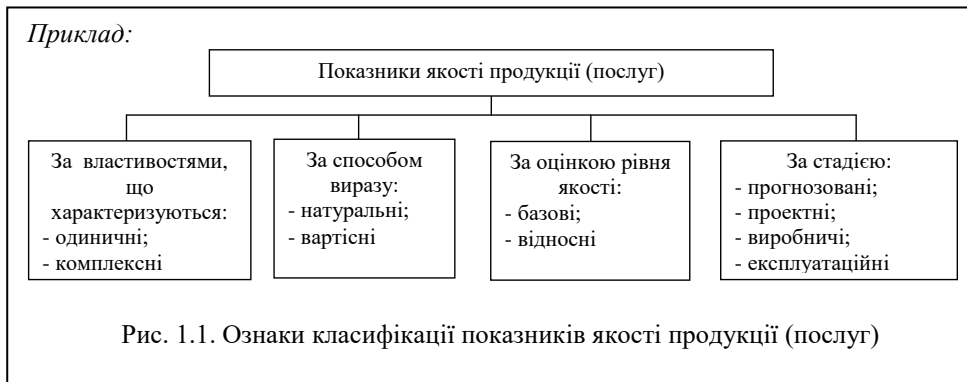 Приклад:
Показники якості продукції (послуг)
За властивостями,
що
характеризуються:
- одиничні;
- комплексні
За способом
виразу:
- натуральні;
- вартісні
За оцінкою рівня
якості:
- базові;
- відносні
За стадією:
- прогнозовані;
- проектні;
- виробничі;
- експлуатаційні
Рис. 1.1. Ознаки класифікації показників якості продукції (послуг)